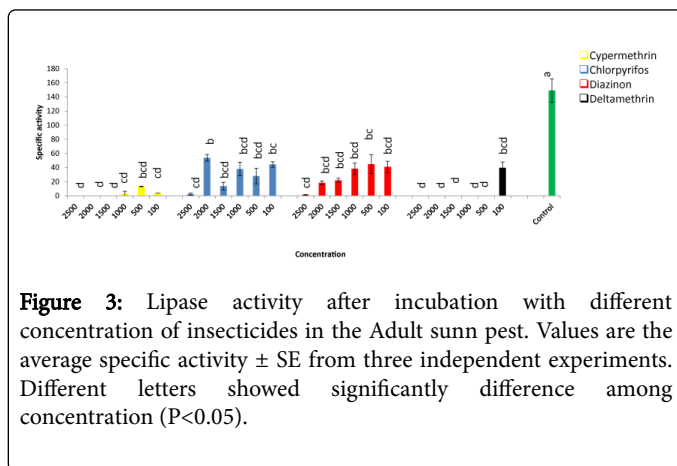 Cypermethrin
Chlorpyrifos
Diazinon
Deltamethrin
Specific activity
180
160
140
120
100
80
60
40
20
0
d d d cd bcd cd
cd b bcd bcd bcd bc
cd bcd bcd bcd bc bcd
d d d d d bcd
a
2500 2000 1500 1000 500 100
2500 2000 1500 1000 500 100
2500 2000 1500 1000 500 100
2500 2000 1500 1000 500 100
Control
Concentration
Figure 3: Lipase activity after incubation with different
concentration of insecticides in the Adult sunn pest. Values are the
average specific activity ± SE from three independent experiments.
Different letters showed significantly difference among
concentration (P<0.05).